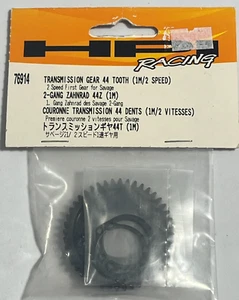 RACING
76914
TRANSMISSION GEAR 44 TOOTH (1M/2 SPEED)
2 Speed First Gear for Savage
2-GANG ZAHNRAD 44Z (1M)
1. Gang Zahnrad des Savage 2-Gang
COURONNE TRANSMISSION 44 DENTS (1M/2 VITESSES)
Premiere couronne 2 vitesses pour Savage
トランスミッションギヤ44T (1M)
サベージ21/ 2スピード1速ギヤ用